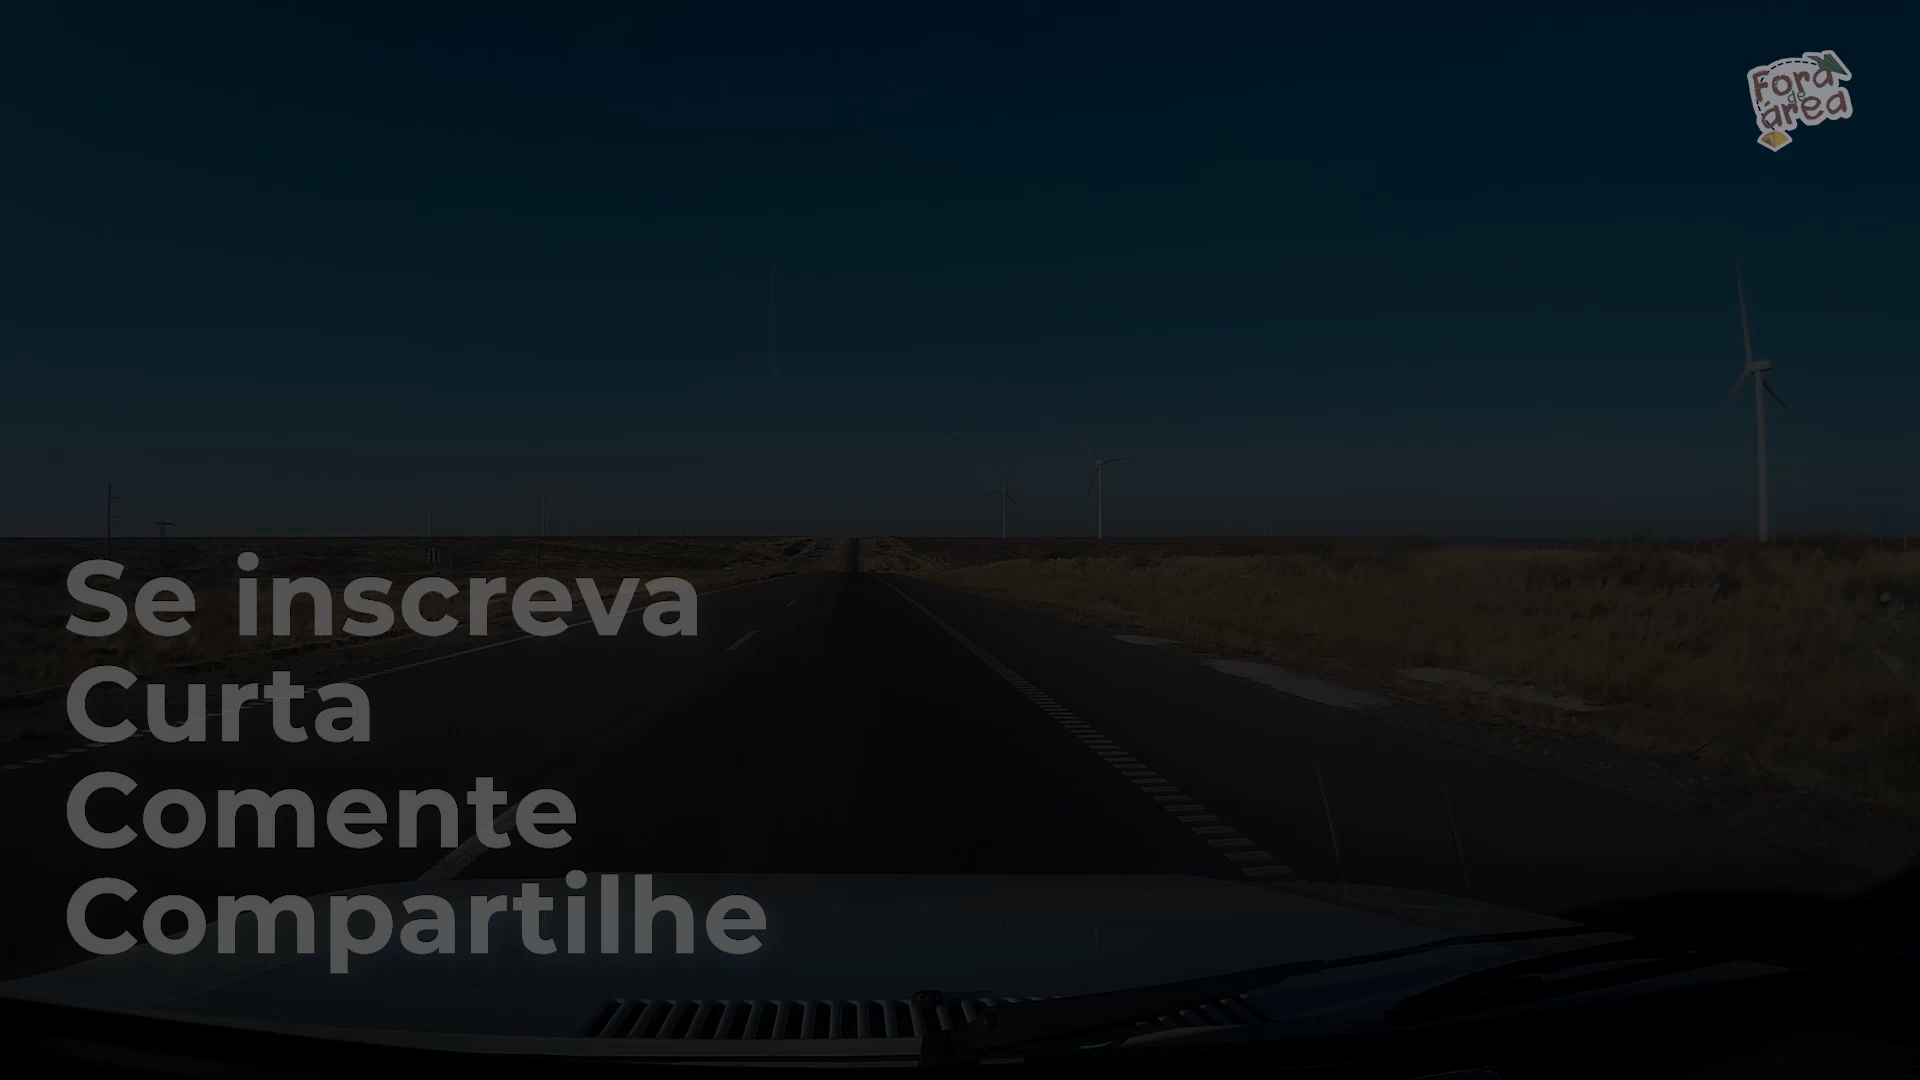 Fora
de
área
Se inscreva
Curta
Comente
Compartilhe